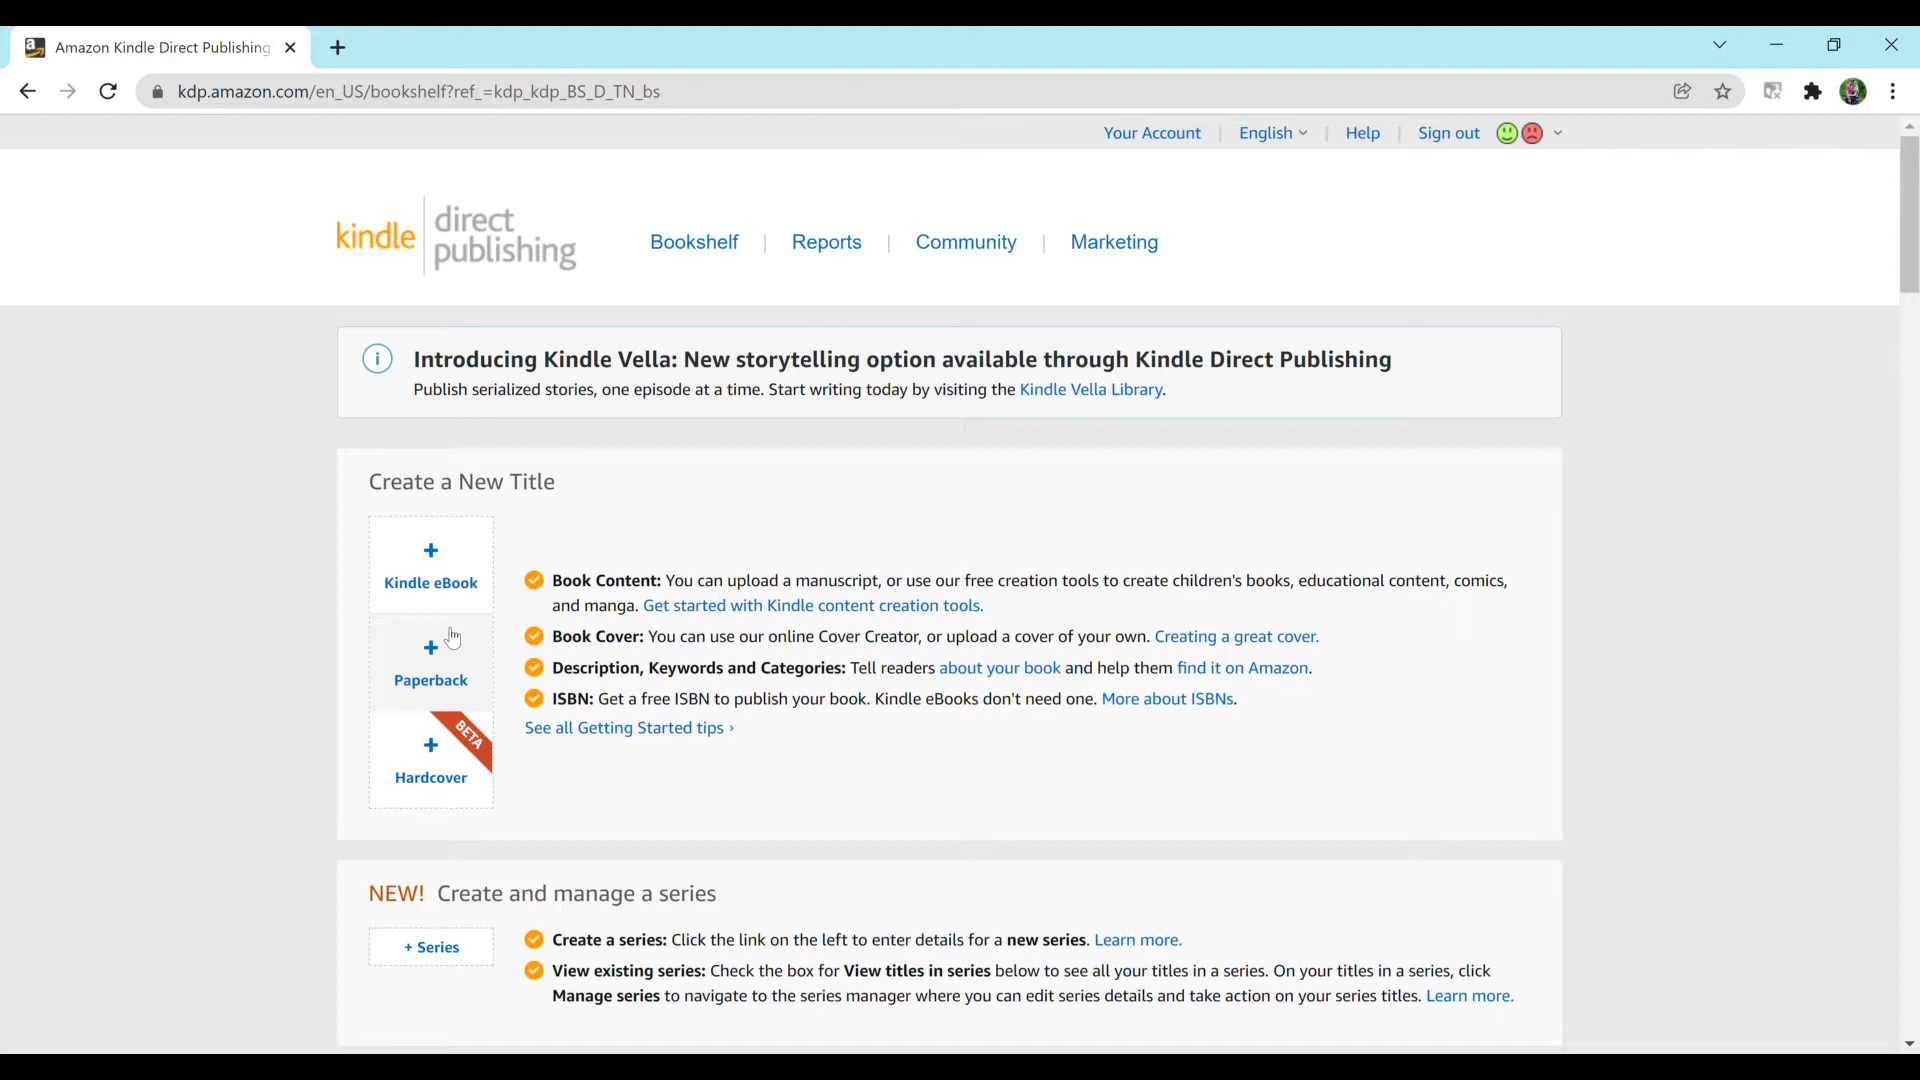 Amazon Kindle Direct Publishing
kdp.amazon.com/en_US/bookshelf?ref_=kdp_kdp_BS_D_TN_bs
Your Account | English | Help | Sign out
kindle direct publishing
Bookshelf | Reports | Community | Marketing
Introducing Kindle Vella: New storytelling option available through Kindle Direct Publishing
Publish serialized stories, one episode at a time. Start writing today by visiting the Kindle Vella Library.
Create a New Title
+
Kindle eBook
+
Paperback
BETA
+
Hardcover
Book Content: You can upload a manuscript, or use our free creation tools to create children's books, educational content, comics,
and manga. Get started with Kindle content creation tools.
Book Cover: You can use our online Cover Creator, or upload a cover of your own. Creating a great cover.
Description, Keywords and Categories: Tell readers about your book and help them find it on Amazon.
ISBN: Get a free ISBN to publish your book. Kindle eBooks don't need one. More about ISBNs.
See all Getting Started tips ›
NEW! Create and manage a series
+ Series
Create a series: Click the link on the left to enter details for a new series. Learn more.
View existing series: Check the box for View titles in series below to see all your titles in a series. On your titles in a series, click
Manage series to navigate to the series manager where you can edit series details and take action on your series titles. Learn more.